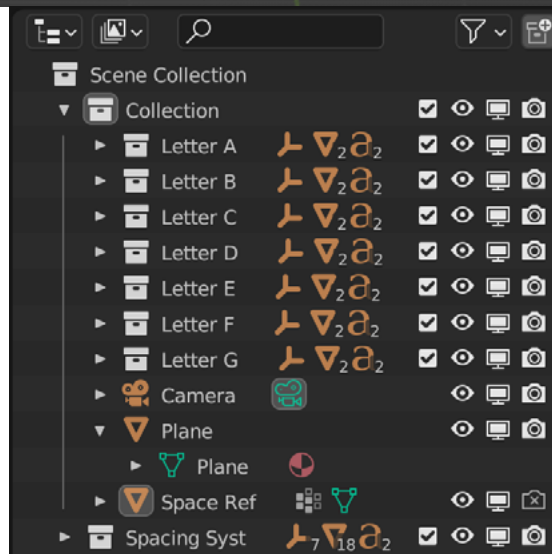 Scene Collection
Collection
Letter A 2 a 2
Letter B 2 a 2
Letter C 2 a 2
Letter D 2 a 2
Letter E 2 a 2
Letter F 2 a 2
Letter G 2 a 2
Camera
Plane
Plane
Space Ref
Spacing Syst 7 18 a 2